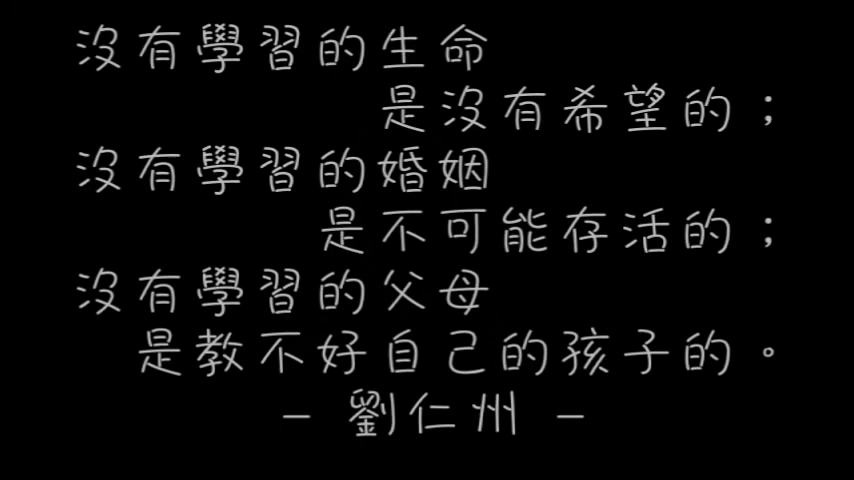 沒有學習的生命
是沒有希望的；
沒有學習的婚姻
是不可能存活的；
沒有學習的父母
是教不好自己的孩子的。
– 劉仁州 –